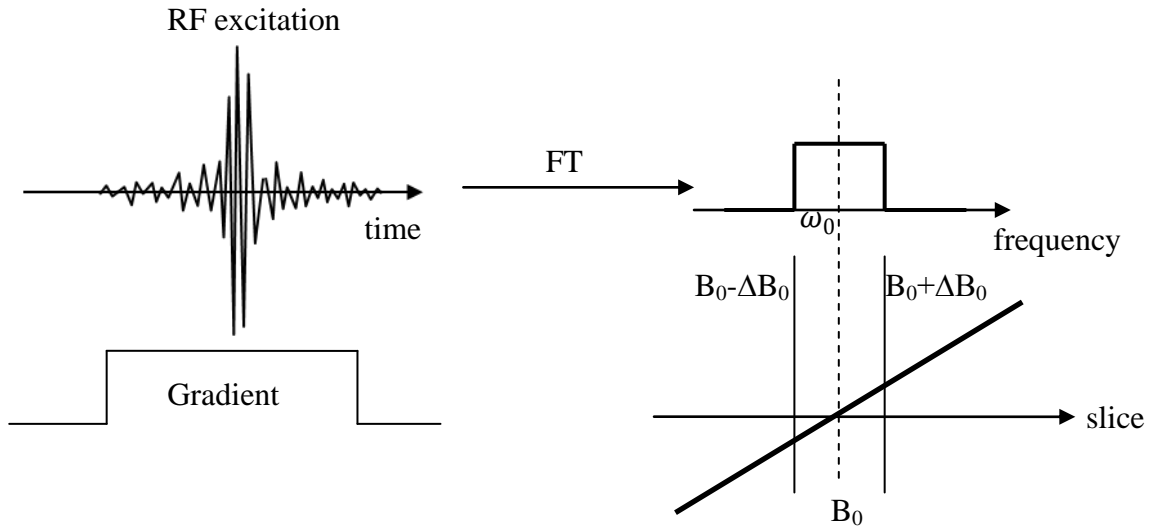 RF excitation
time
Gradient
FT
ω₀
frequency
B₀-ΔB₀
B₀+ΔB₀
slice
B₀